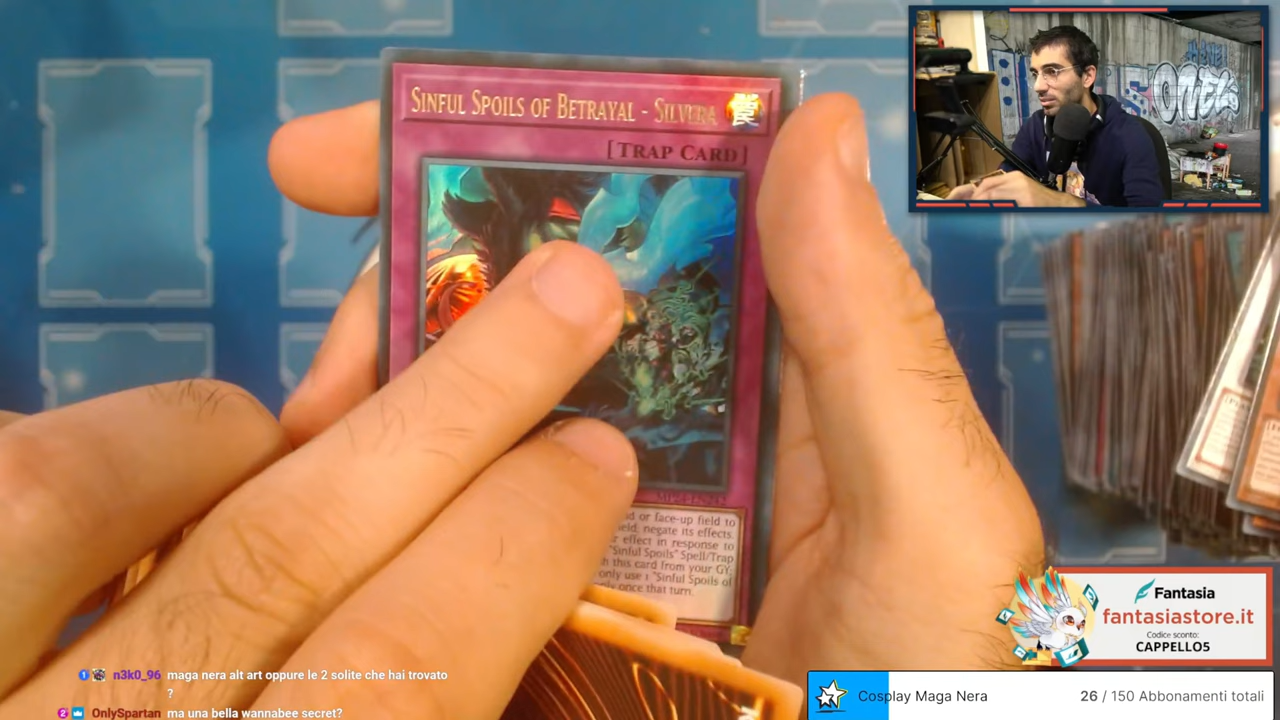 SINFUL SPOILS OF BETRAYAL - SILVERA
[TRAP CARD]
or face-up field to
negate its effects.
effect in response to
"Sinful Spoils" Spell/Trap
this card from your GY;
only use 1 "Sinful Spoils of
once that turn.
Fantasia
fantasiastore.it
Codice sconto:
CAPPELLO5
n3k0_96 maga nera alt art oppure le 2 solite che hai trovato
?
OnlySpartan ma una bella wannabee secret?
Cosplay Maga Nera 26 / 150 Abbonamenti totali